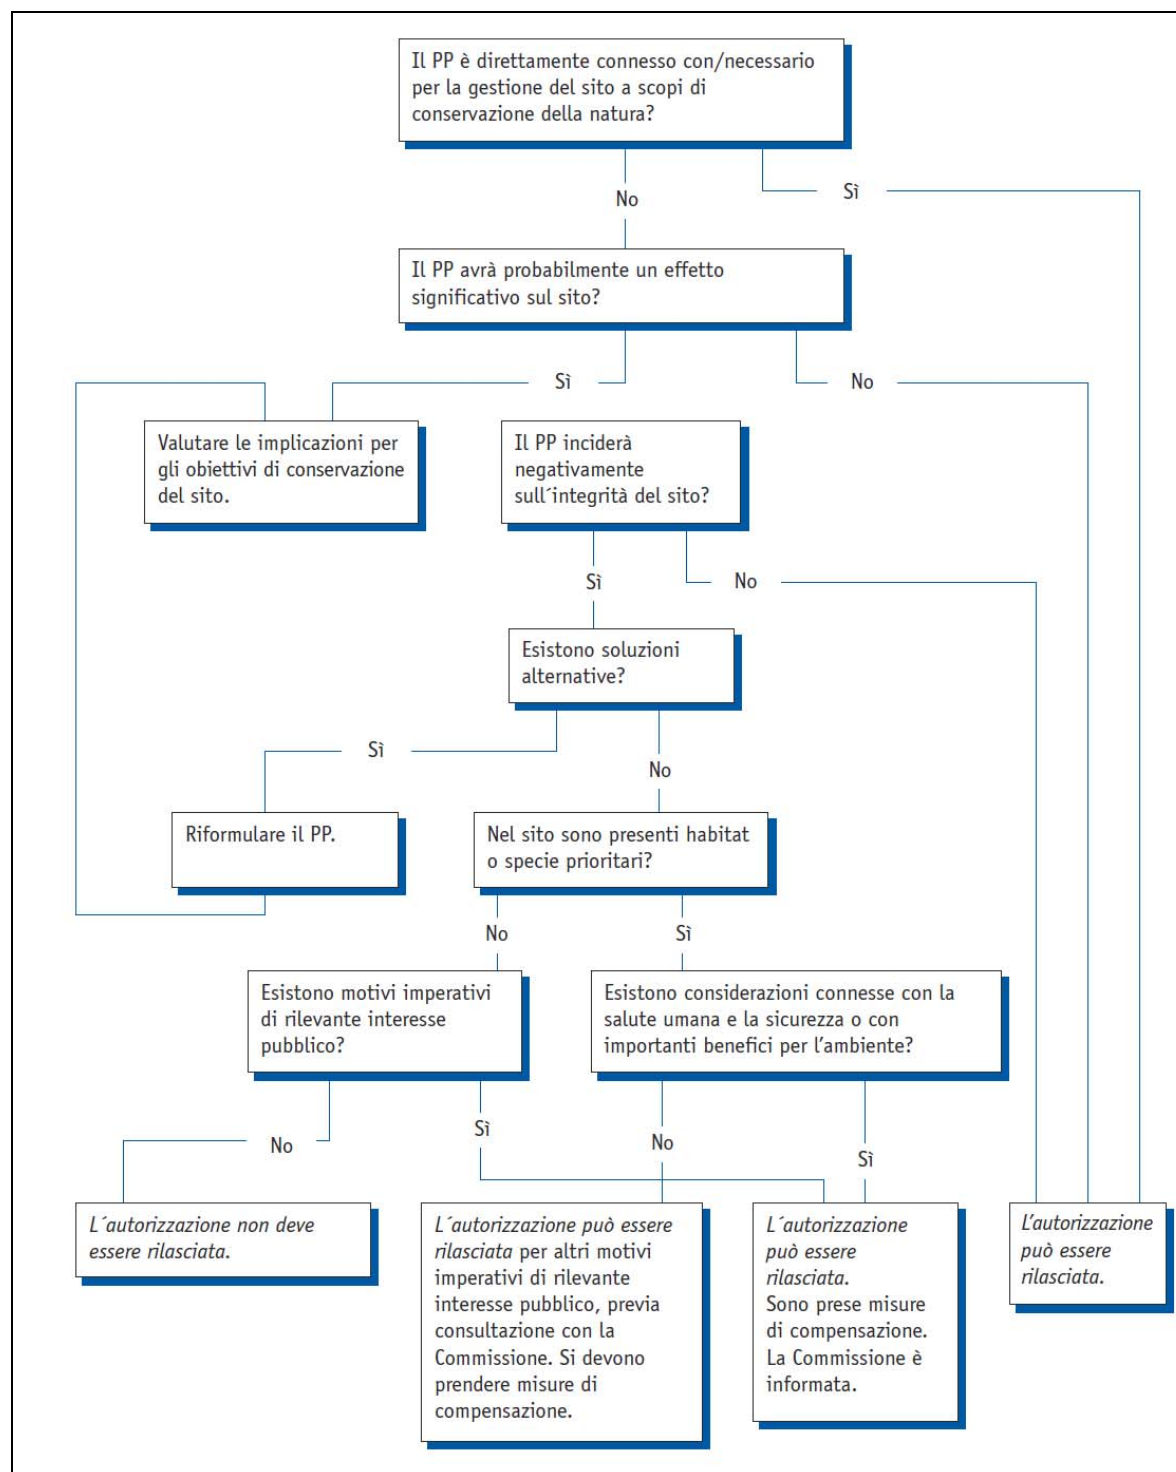 Il PP è direttamente connesso con/necessario
per la gestione del sito a scopi di
conservazione della natura?
No
Sì
Il PP avrà probabilmente un effetto
significativo sul sito?
Sì
No
Valutare le implicazioni per
gli obiettivi di conservazione
del sito.
Il PP inciderà
negativamente
sull´integrità del sito?
Sì
No
Esistono soluzioni
alternative?
Sì
No
Riformulare il PP.
Nel sito sono presenti habitat
o specie prioritari?
No
Sì
Esistono motivi imperativi
di rilevante interesse
pubblico?
Esistono considerazioni connesse con la
salute umana e la sicurezza o con
importanti benefici per l’ambiente?
No
Sì
No
Sì
L´autorizzazione non deve
essere rilasciata.
L´autorizzazione può essere
rilasciata per altri motivi
imperativi di rilevante
interesse pubblico, previa
consultazione con la
Commissione. Si devono
prendere misure di
compensazione.
L´autorizzazione
può essere
rilasciata.
Sono prese misure
di compensazione.
La Commissione è
informata.
L’autorizzazione
può essere
rilasciata.